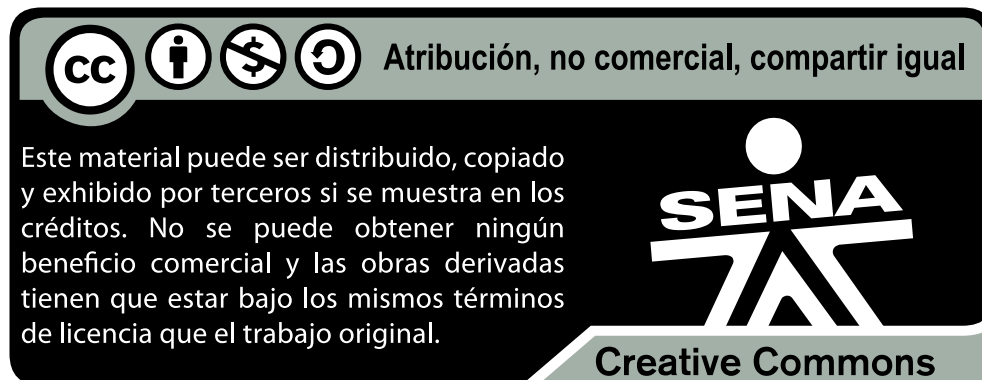 cc $ Atribución, no comercial, compartir igual
Este material puede ser distribuido, copiado
y exhibido por terceros si se muestra en los
créditos. No se puede obtener ningún
beneficio comercial y las obras derivadas
tienen que estar bajo los mismos términos
de licencia que el trabajo original.
SENA
Creative Commons